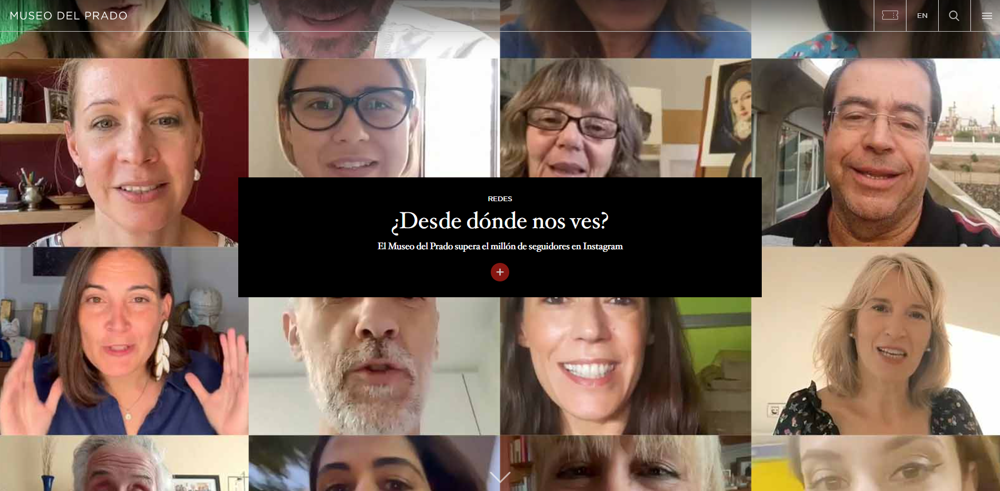 MUSEO DEL PRADO
EN
REDES
¿Desde dónde nos ves?
El Museo del Prado supera el millón de seguidores en Instagram